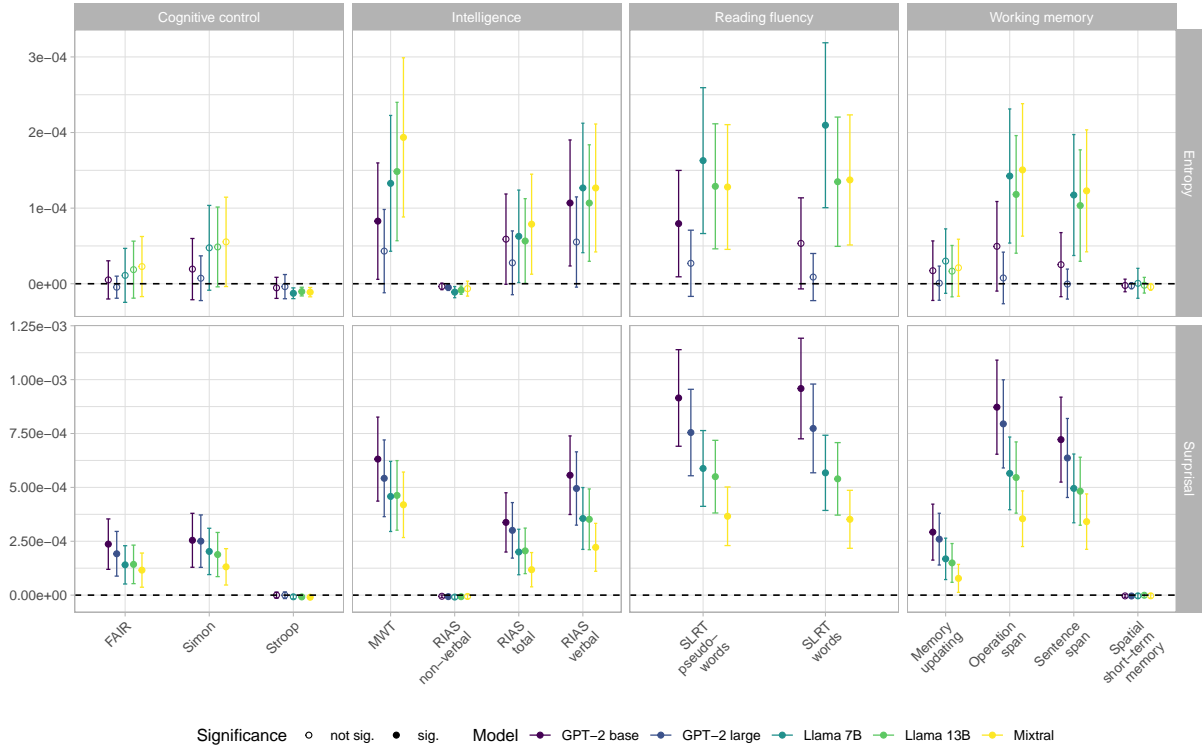 Cognitive control
Intelligence
Reading fluency
Working memory
3e−04
2e−04
1e−04
0e+00
Entropy
1.25e−03
1.00e−03
7.50e−04
5.00e−04
2.50e−04
0.00e+00
Surprisal
FAIR
Simon
Stroop
MWT
RIAS
non−verbal
RIAS
total
RIAS
verbal
SLRT
pseudo−
words
SLRT
words
Memory
updating
Operation
span
Sentence
span
Spatial
short−term
memory
Significance not sig. sig. Model GPT−2 base GPT−2 large Llama 7B Llama 13B Mixtral